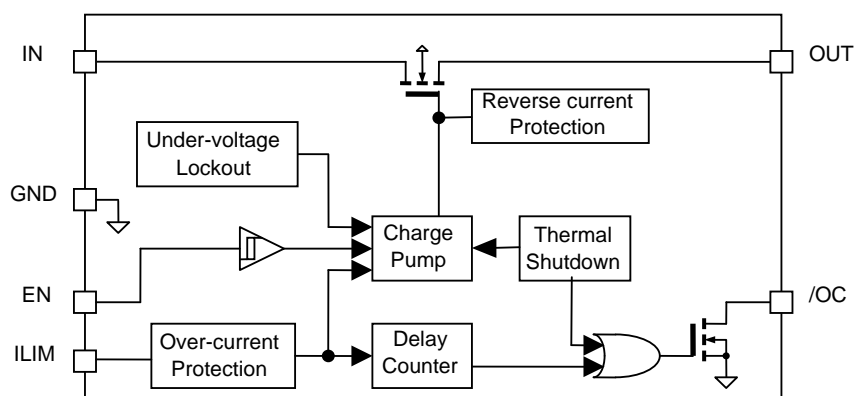 IN
OUT
Reverse current
Protection
Under-voltage
Lockout
GND
Charge
Pump
Thermal
Shutdown
EN
/OC
ILIM
Over-current
Protection
Delay
Counter